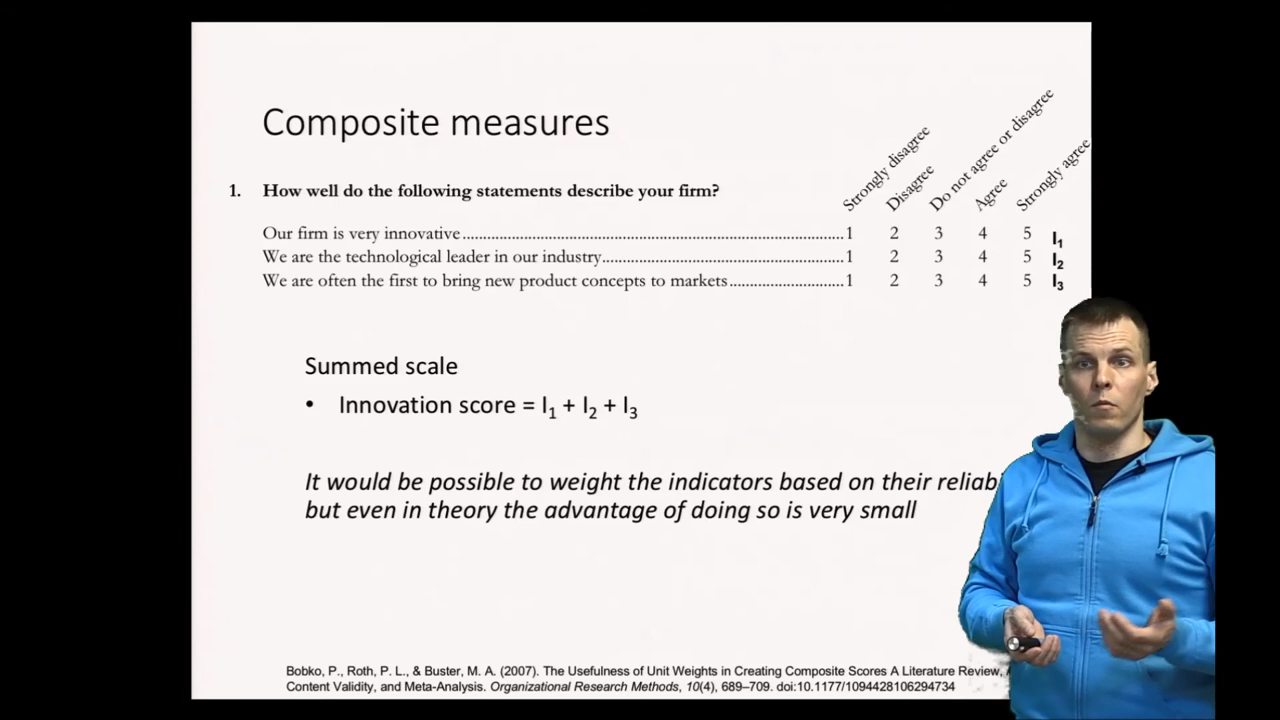 Composite measures
Strongly disagree
Disagree
Do not agree or disagree
Agree
Strongly agree
1. How well do the following statements describe your firm?
Our firm is very innovative 1 2 3 4 5 I1
We are the technological leader in our industry 1 2 3 4 5 I2
We are often the first to bring new product concepts to markets 1 2 3 4 5 I3
Summed scale
• Innovation score = I1 + I2 + I3
It would be possible to weight the indicators based on their
but even in theory the advantage of doing so is very small
Bobko, P., Roth, P. L., & Buster, M. A. (2007). The Usefulness of Unit Weights in Creating Composite Scores A Literature Review,
Content Validity, and Meta-Analysis. Organizational Research Methods, 10(4), 689–709. doi:10.1177/1094428106294734